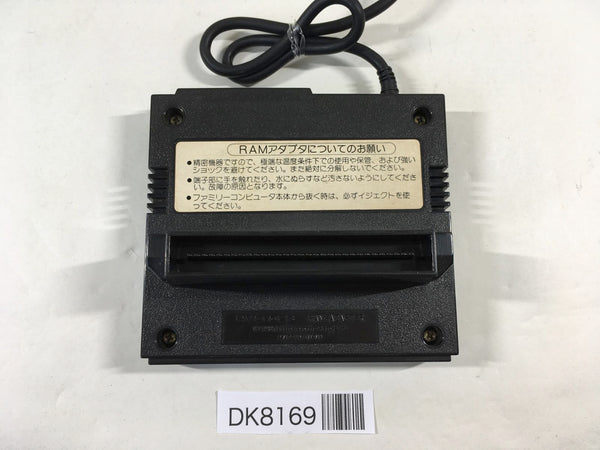 RAMアダプタについてのお願い
●精密機器ですので、極端な温度条件下での使用や保管、および強い
ショックを避けてください。また絶対に分解しないでください。
●端子部に手を触れたり、水にぬらすなど汚さないようにしてくださ
い。故障の原因となります。
●ファミリーコンピュータ本体から抜く時は、必ずイジェクトを使
ってください。
DK8169